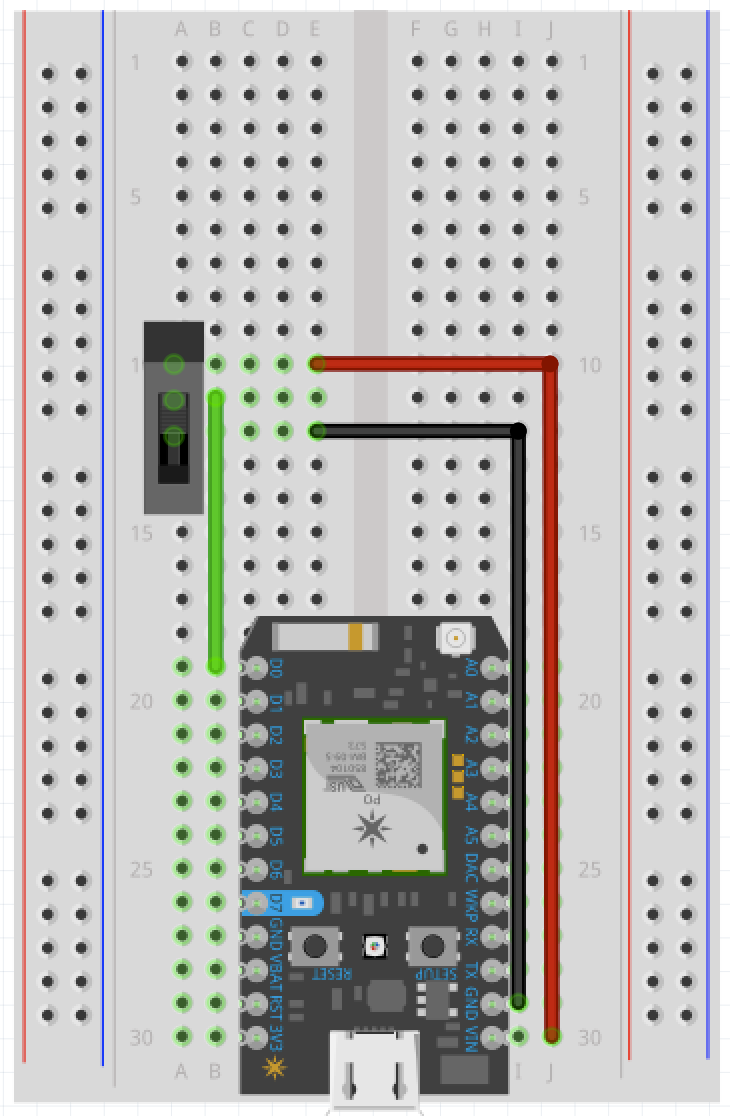 A B C D E F G H I J
1 1
5 5
10
15 15
D0 A0
D1 20 A1 20
D2 A2
D3 A3
D4 A4
D5 A5
25 D6 DAC 25
D7 WKP
GND RX
VBAT TX
RESET SETUP
RST GND
30 3V3 VIN 30
A B I J
P0